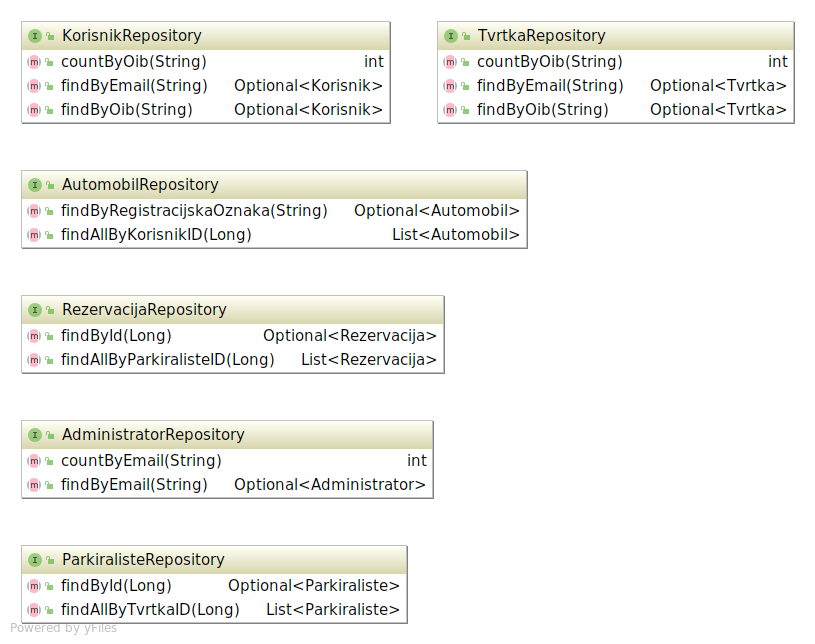 KorisnikRepository
countByOib(String) int
findByEmail(String) Optional<Korisnik>
findByOib(String) Optional<Korisnik>
TvrtkaRepository
countByOib(String) int
findByEmail(String) Optional<Tvrtka>
findByOib(String) Optional<Tvrtka>
AutomobilRepository
findByRegistracijskaOznaka(String) Optional<Automobil>
findAllByKorisnikID(Long) List<Automobil>
RezervacijaRepository
findById(Long) Optional<Rezervacija>
findAllByParkiralisteID(Long) List<Rezervacija>
AdministratorRepository
countByEmail(String) int
findByEmail(String) Optional<Administrator>
ParkiralisteRepository
findById(Long) Optional<Parkiraliste>
findAllByTvrtkaID(Long) List<Parkiraliste>
Powered by yFiles